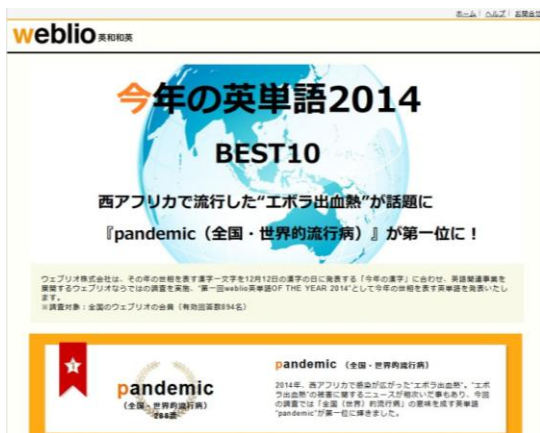 ホーム｜ ヘルプ｜ お問合せ
weblio 英和和英
今年の英単語2014
BEST10
西アフリカで流行した“エボラ出血熱”が話題に
『pandemic（全国・世界的流行病）』が第一位に！
ウェブリオ株式会社は、その年の世相を表す漢字一文字を12月12日の漢字の日に発表する「今年の漢字」に合わせ、英語関連事業を
展開するウェブリオならではの調査を実施、“第一回weblio英単語OF THE YEAR 2014”として今年の世相を表す英単語を発表いたし
ます。
※調査対象：全国のウェブリオの会員（有効回答数894名）
1
pandemic
（全国・世界的流行病）
pandemic （全国・世界的流行病）
2014年、西アフリカで感染が広がった“エボラ出血熱”。“エボ
ラ出血熱”の被害に関するニュースが相次いだ事もあり、今回
の調査では「全国（世界）的流行病」の意味を成す英単語
“pandemic”が第一位に輝きました。